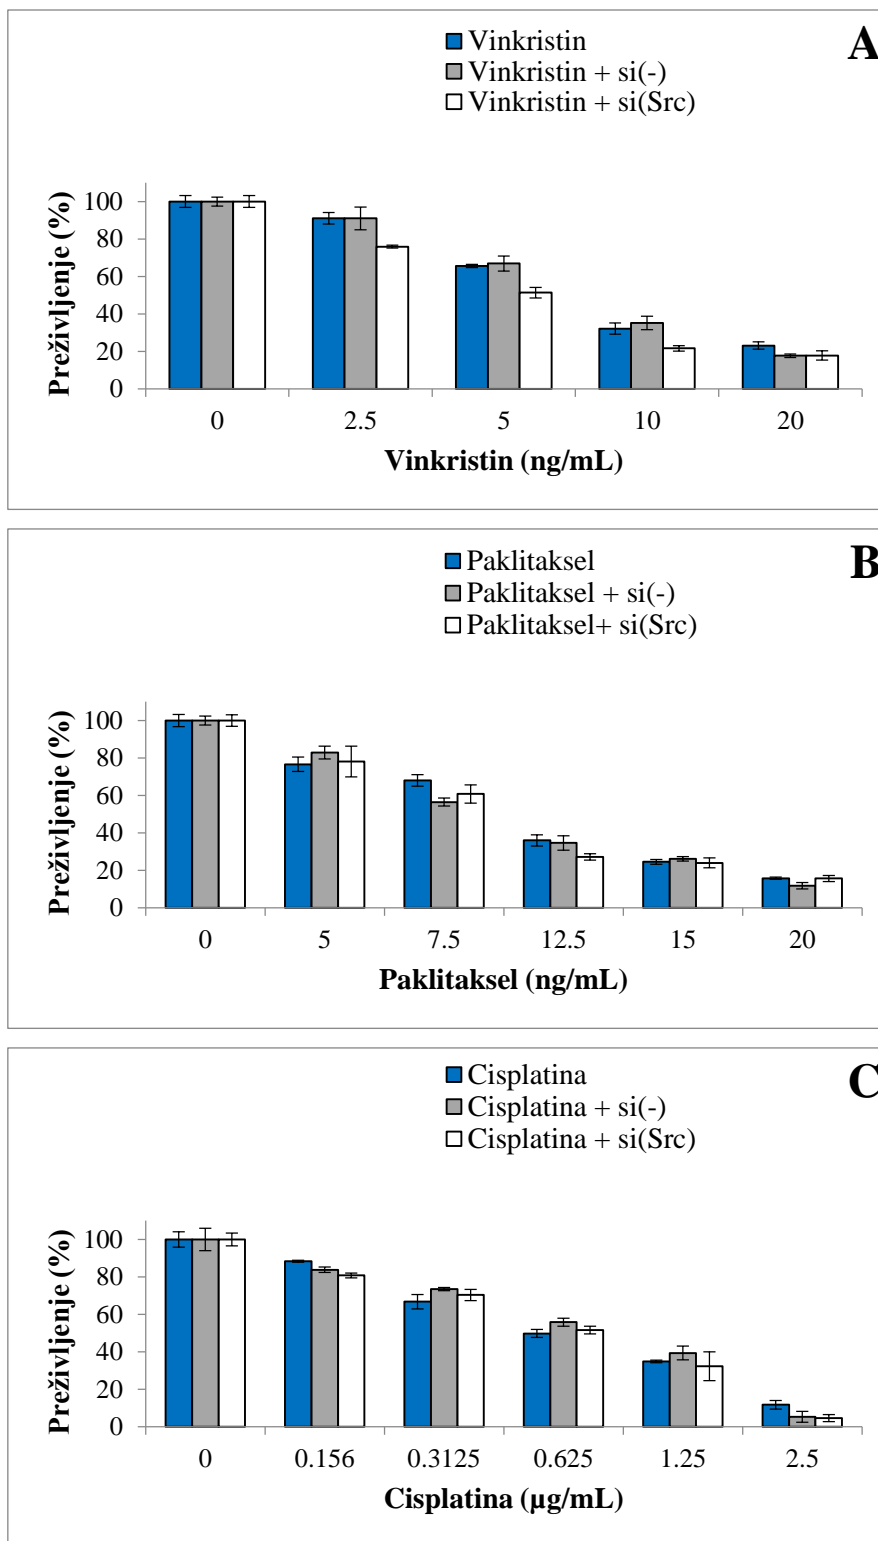 A
Vinkristin
Vinkristin + si(-)
Vinkristin + si(Src)
Preživljenje (%)
100
80
60
40
20
0
0 2.5 5 10 20
Vinkristin (ng/mL)
B
Paklitaksel
Paklitaksel + si(-)
Paklitaksel+ si(Src)
Preživljenje (%)
100
80
60
40
20
0
0 5 7.5 12.5 15 20
Paklitaksel (ng/mL)
C
Cisplatina
Cisplatina + si(-)
Cisplatina + si(Src)
Preživljenje (%)
100
80
60
40
20
0
0 0.156 0.3125 0.625 1.25 2.5
Cisplatina (µg/mL)